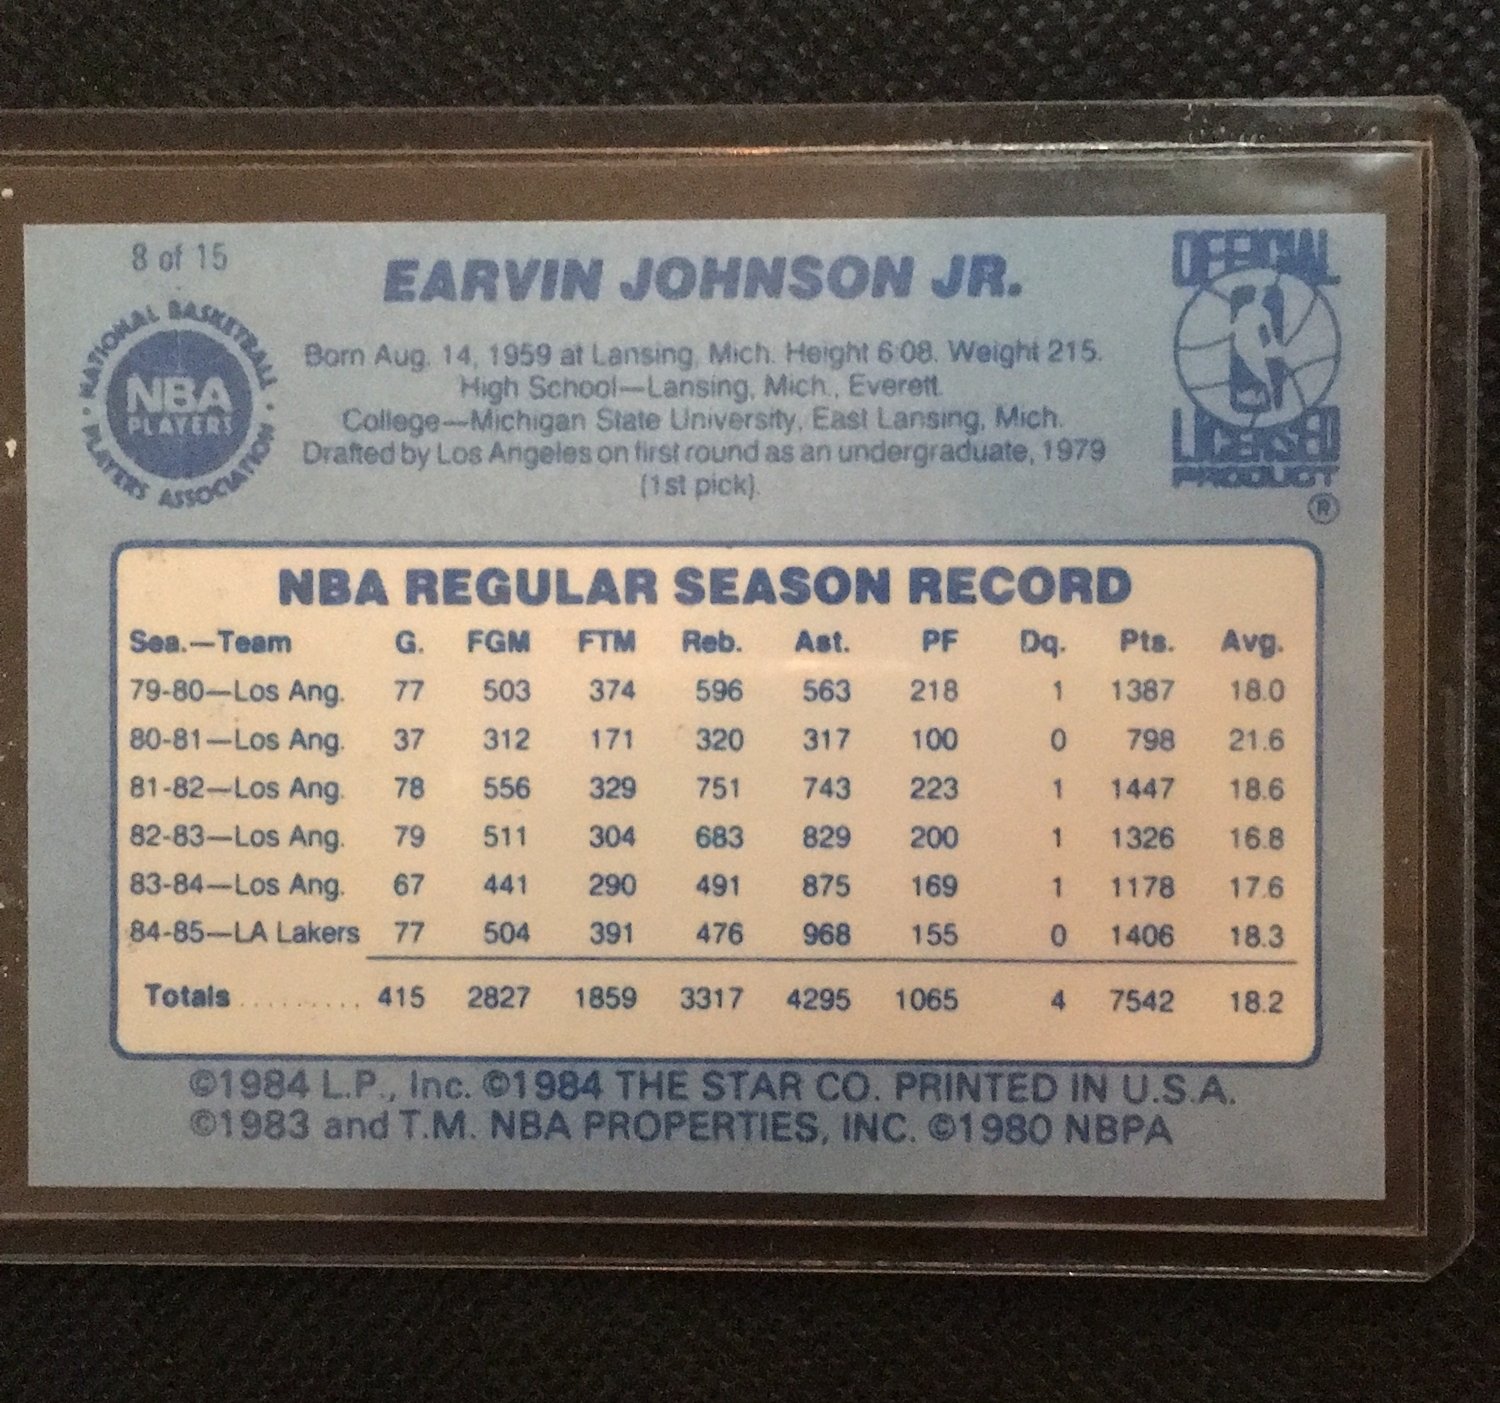 8 of 15
EARVIN JOHNSON JR.
OFFICIAL
LICENSED
PRODUCT
®
NATIONAL BASKETBALL
NBA
PLAYERS
PLAYERS ASSOCIATION
Born Aug. 14, 1959 at Lansing, Mich. Height 6:08. Weight 215.
High School—Lansing, Mich., Everett.
College—Michigan State University, East Lansing, Mich.
Drafted by Los Angeles on first round as an undergraduate, 1979
(1st pick).
NBA REGULAR SEASON RECORD
Sea.—Team G. FGM FTM Reb. Ast. PF Dq. Pts. Avg.
79-80—Los Ang. 77 503 374 596 563 218 1 1387 18.0
80-81—Los Ang. 37 312 171 320 317 100 0 798 21.6
81-82—Los Ang. 78 556 329 751 743 223 1 1447 18.6
82-83—Los Ang. 79 511 304 683 829 200 1 1326 16.8
83-84—Los Ang. 67 441 290 491 875 169 1 1178 17.6
84-85—LA Lakers 77 504 391 476 968 155 0 1406 18.3
Totals.......... 415 2827 1859 3317 4295 1065 4 7542 18.2
©1984 L.P., Inc. ©1984 THE STAR CO. PRINTED IN U.S.A.
©1983 and T.M. NBA PROPERTIES, INC. ©1980 NBPA